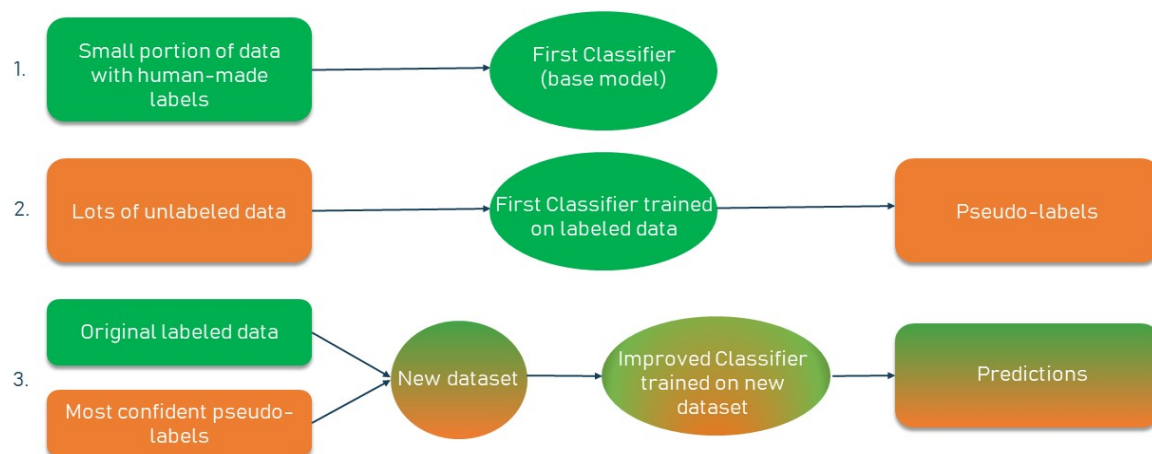 1.
Small portion of data
with human-made
labels
First Classifier
(base model)
2.
Lots of unlabeled data
First Classifier trained
on labeled data
Pseudo-labels
3.
Original labeled data
Most confident pseudo-
labels
New dataset
Improved Classifier
trained on new
dataset
Predictions